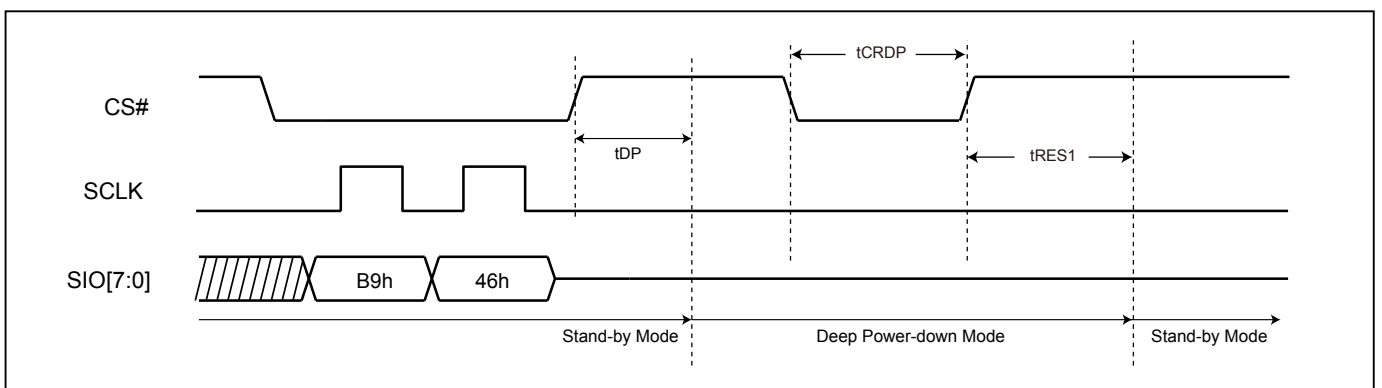 tCRDP
CS#
tDP
tRES1
SCLK
SIO[7:0]
B9h
46h
Stand-by Mode
Deep Power-down Mode
Stand-by Mode